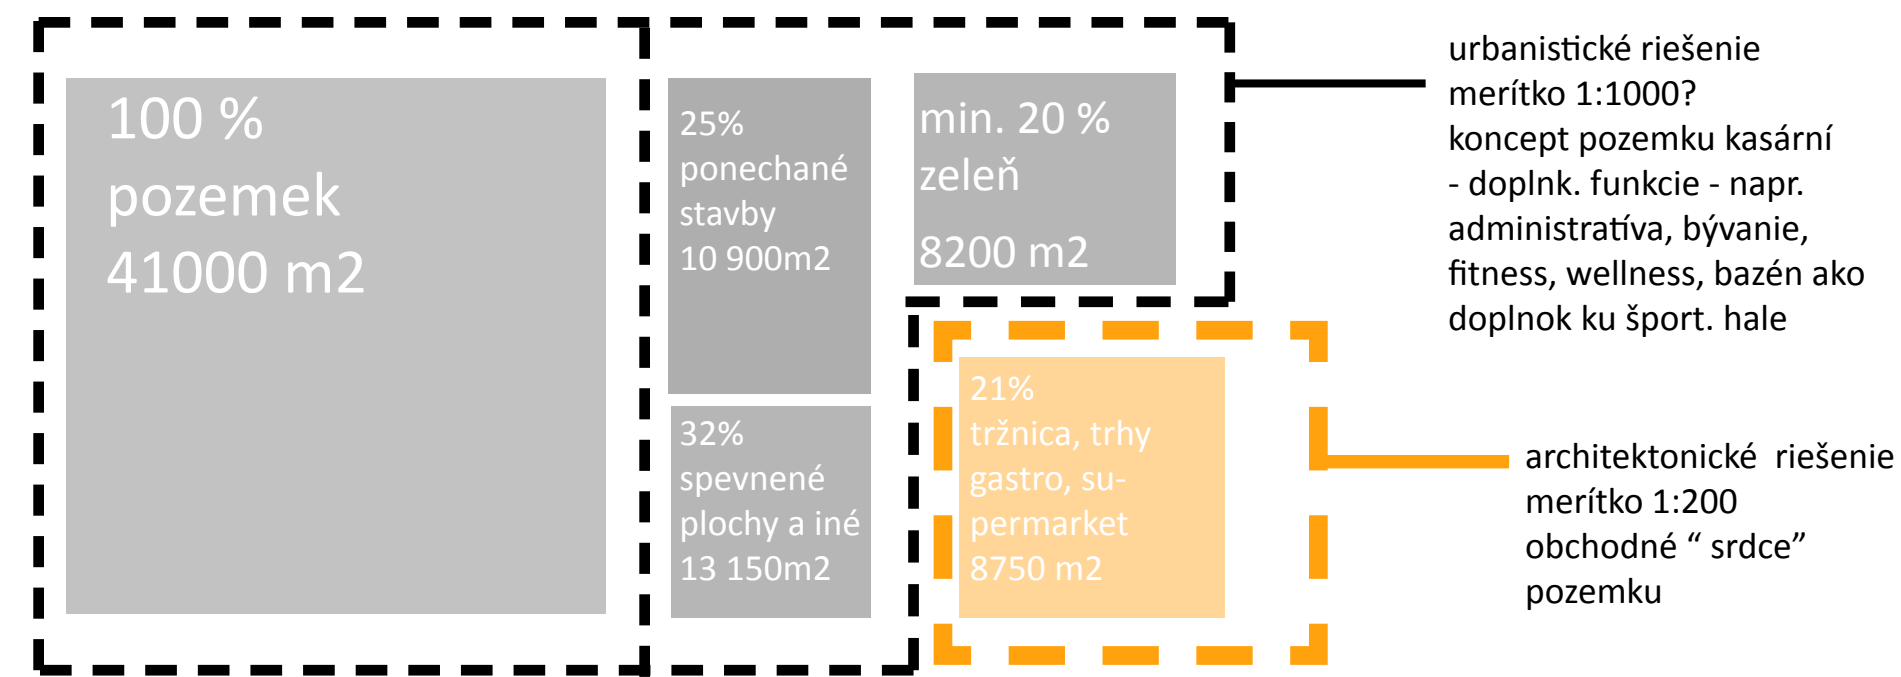 100 %
pozemek
41000 m2
25%
ponechané
stavby
10 900m2
32%
spevnené
plochy a iné
13 150m2
min. 20 %
zeleň
8200 m2
21%
tržnica, trhy
gastro, su-
permarket
8750 m2
urbanistické riešenie
merítko 1:1000?
koncept pozemku kasární
- doplnk. funkcie - napr.
administratíva, bývanie,
fitness, wellness, bazén ako
doplnok ku šport. hale
architektonické  riešenie
merítko 1:200
obchodné “ srdce”
pozemku